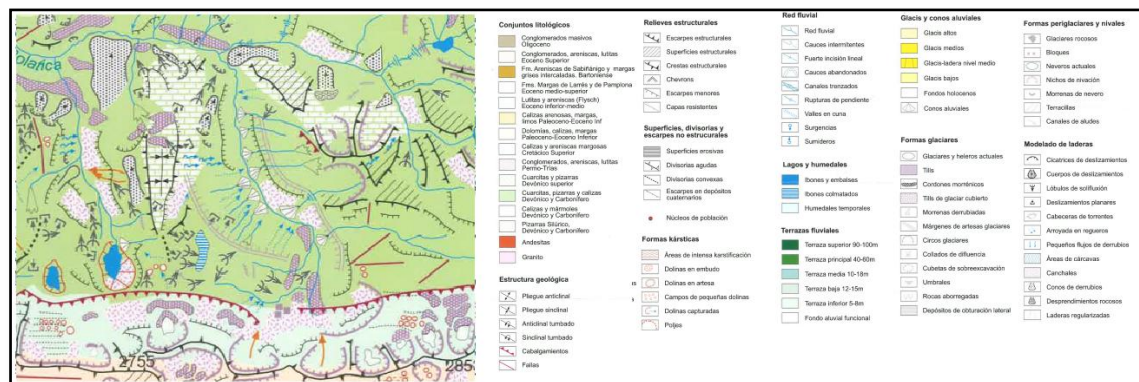 olanca
2755
285
Conjuntos litológicos
Conglomerados masivos
Oligoceno
Conglomerados, areniscas, lutitas
Eoceno Superior
Fm. Areniscas de Sabiñánigo y margas
grises intercaladas. Bartoniense
Fms. Margas de Larrés y de Pamplona
Eoceno medio-superior
Lutitas y areniscas (Flysch)
Eoceno inferior-medio
Calizas arenosas, margas,
limos Paleoceno-Eoceno Inf
Dolomías, calizas, margas
Paleoceno-Eoceno Inferior
Calizas y areniscas margosas
Cretácico Superior
Conglomerados, areniscas, lutitas
Permo-Trías
Cuarcitas y pizarras
Devónico superior
Cuarcitas, pizarras y calizas
Devónico y Carbonífero
Calizas y mármoles
Devónico y Carbonífero
Pizarras Silúrico,
Devónico y Carbonífero
Andesitas
Granito
Estructura geológica
Pliegue anticlinal
Pliegue sinclinal
Anticlinal tumbado
Sinclinal tumbado
Cabalgamientos
Fallas
Relieves estructurales
Escarpes estructurales
Superficies estructurales
Crestas estructurales
Chevrons
Escarpes menores
Capas resistentes
Superficies, divisorias y
escarpes no estrucurales
Superficies erosivas
Divisorias agudas
Divisorias convexas
Escarpes en depósitos
cuaternarios
Núcleos de población
Formas kársticas
Áreas de intensa karstificación
Dolinas en embudo
Dolinas en artesa
Campos de pequeñas dolinas
Dolinas capturadas
Poljes
Red fluvial
Red fluvial
Cauces intermitentes
Fuerte incisión lineal
Cauces abandonados
Canales trenzados
Rupturas de pendiente
Valles en cuna
Surgencias
Sumideros
Lagos y humedales
Ibones y embalses
Ibones colmatados
Humedales temporales
Terrazas fluviales
Terraza superior 90-100m
Terraza principal 40-60m
Terraza media 10-18m
Terraza baja 12-15m
Terraza inferior 5-8m
Fondo aluvial funcional
Glacis y conos aluviales
Glacis altos
Glacis medios
Glacis-ladera nivel medio
Glacis bajos
Fondos holocenos
Conos aluviales
Formas glaciares
Glaciares y heleros actuales
Tills
Cordones morrénicos
Tills de glaciar cubierto
Morrenas derrubiadas
Márgenes de artesas glaciares
Circos glaciares
Collados de difluencia
Cubetas de sobreexcavación
Umbrales
Rocas aborregadas
Depósitos de obturación lateral
Formas periglaciares y nivales
Glaciares rocosos
Bloques
Neveros actuales
Nichos de nivación
Morrenas de nevero
Terracillas
Canales de aludes
Modelado de laderas
Cicatrices de deslizamientos
Cuerpos de deslizamientos
Lóbulos de solifluxión
Deslizamientos planares
Cabeceras de torrentes
Arroyada en regueros
Pequeños flujos de derrubios
Áreas de cárcavas
Canchales
Conos de derrubios
Desprendimientos rocosos
Laderas regularizadas